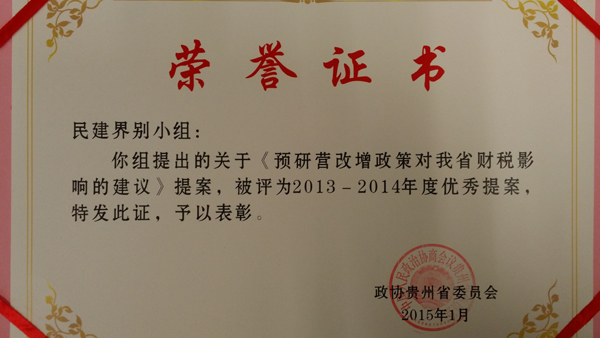 荣誉证书
民建界别小组：
你组提出的关于《预研营改增政策对我省财税影
响的建议》提案，被评为2013－2014年度优秀提案，
特发此证，予以表彰。
政协贵州省委员会
2015年1月